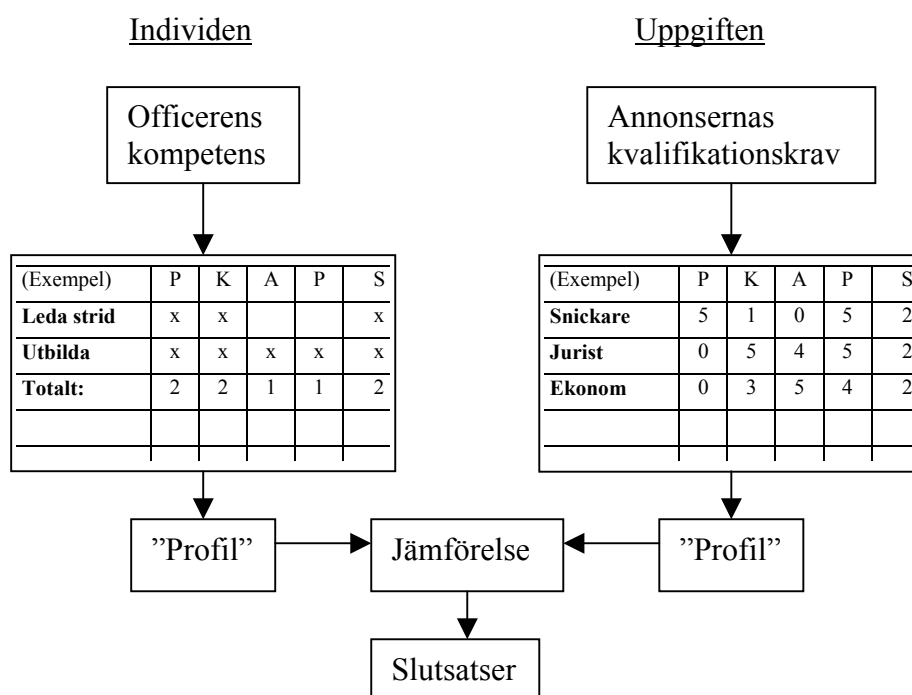 Individen
Uppgiften
Officerens
kompetens
Annonsernas
kvalifikationskrav
(Exempel) P K A P S
Leda strid x x x
Utbilda x x x x x
Totalt: 2 2 1 1 2
(Exempel) P K A P S
Snickare 5 1 0 5 2
Jurist 0 5 4 5 2
Ekonom 0 3 5 4 2
”Profil”
Jämförelse
”Profil”
Slutsatser